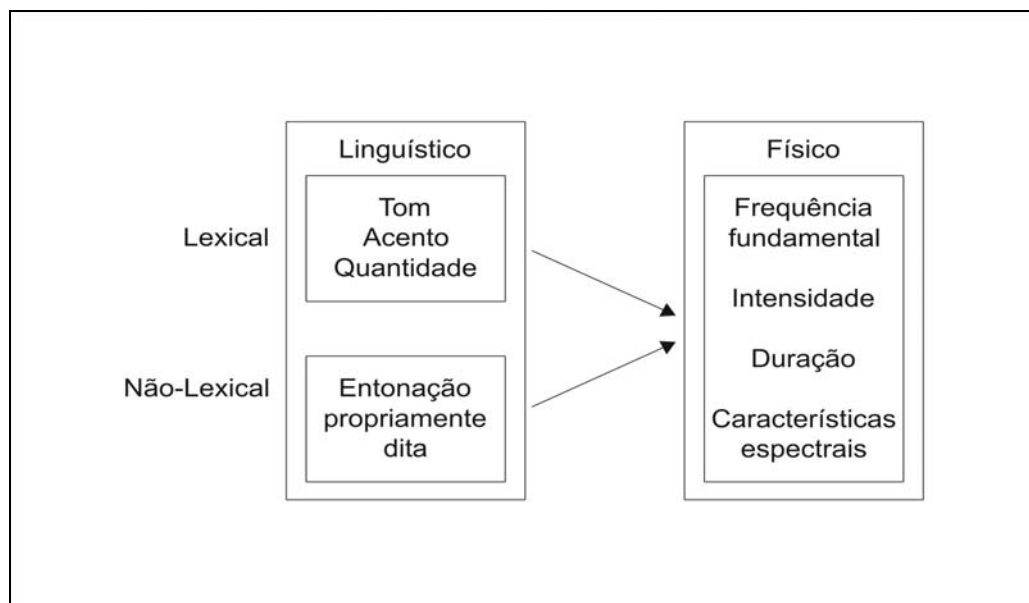 Linguístico
Lexical
Tom
Acento
Quantidade
Não-Lexical
Entonação
propriamente
dita
Físico
Frequência
fundamental
Intensidade
Duração
Características
espectrais